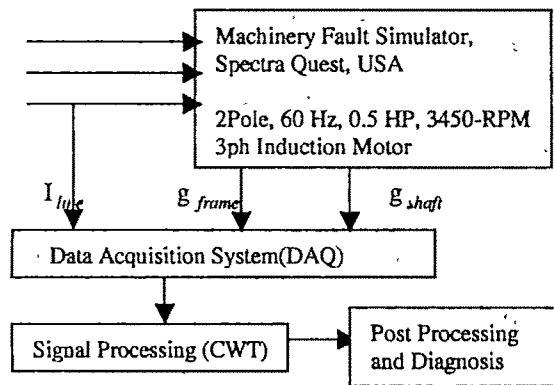 Machinery Fault Simulator,
Spectra Quest, USA
2Pole, 60 Hz, 0.5 HP, 3450-RPM
3ph Induction Motor
I line g frame g shaft
Data Acquisition System(DAQ)
Signal Processing (CWT)
Post Processing
and Diagnosis